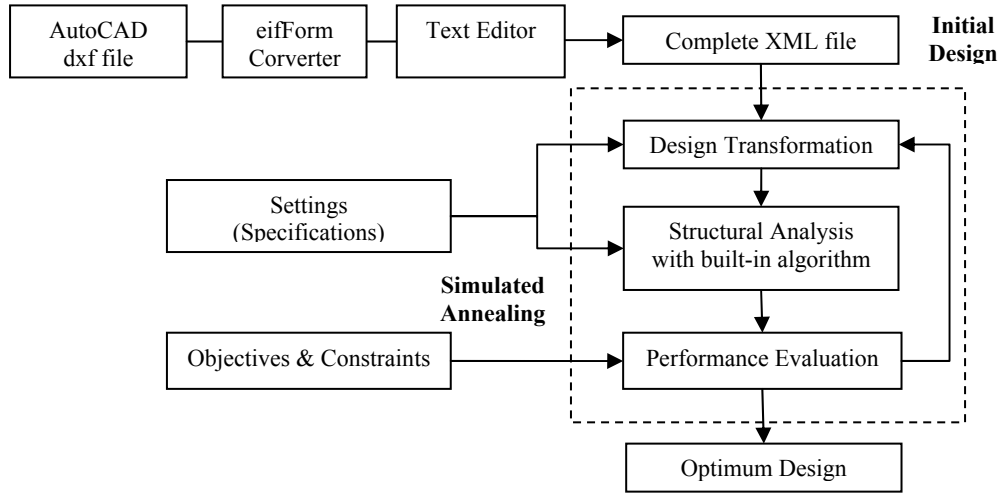 AutoCAD
dxf file
eifForm
Converter
Text Editor
Complete XML file
Initial
Design
Design Transformation
Settings
(Specifications)
Structural Analysis
with built-in algorithm
Simulated
Annealing
Objectives & Constraints
Performance Evaluation
Optimum Design